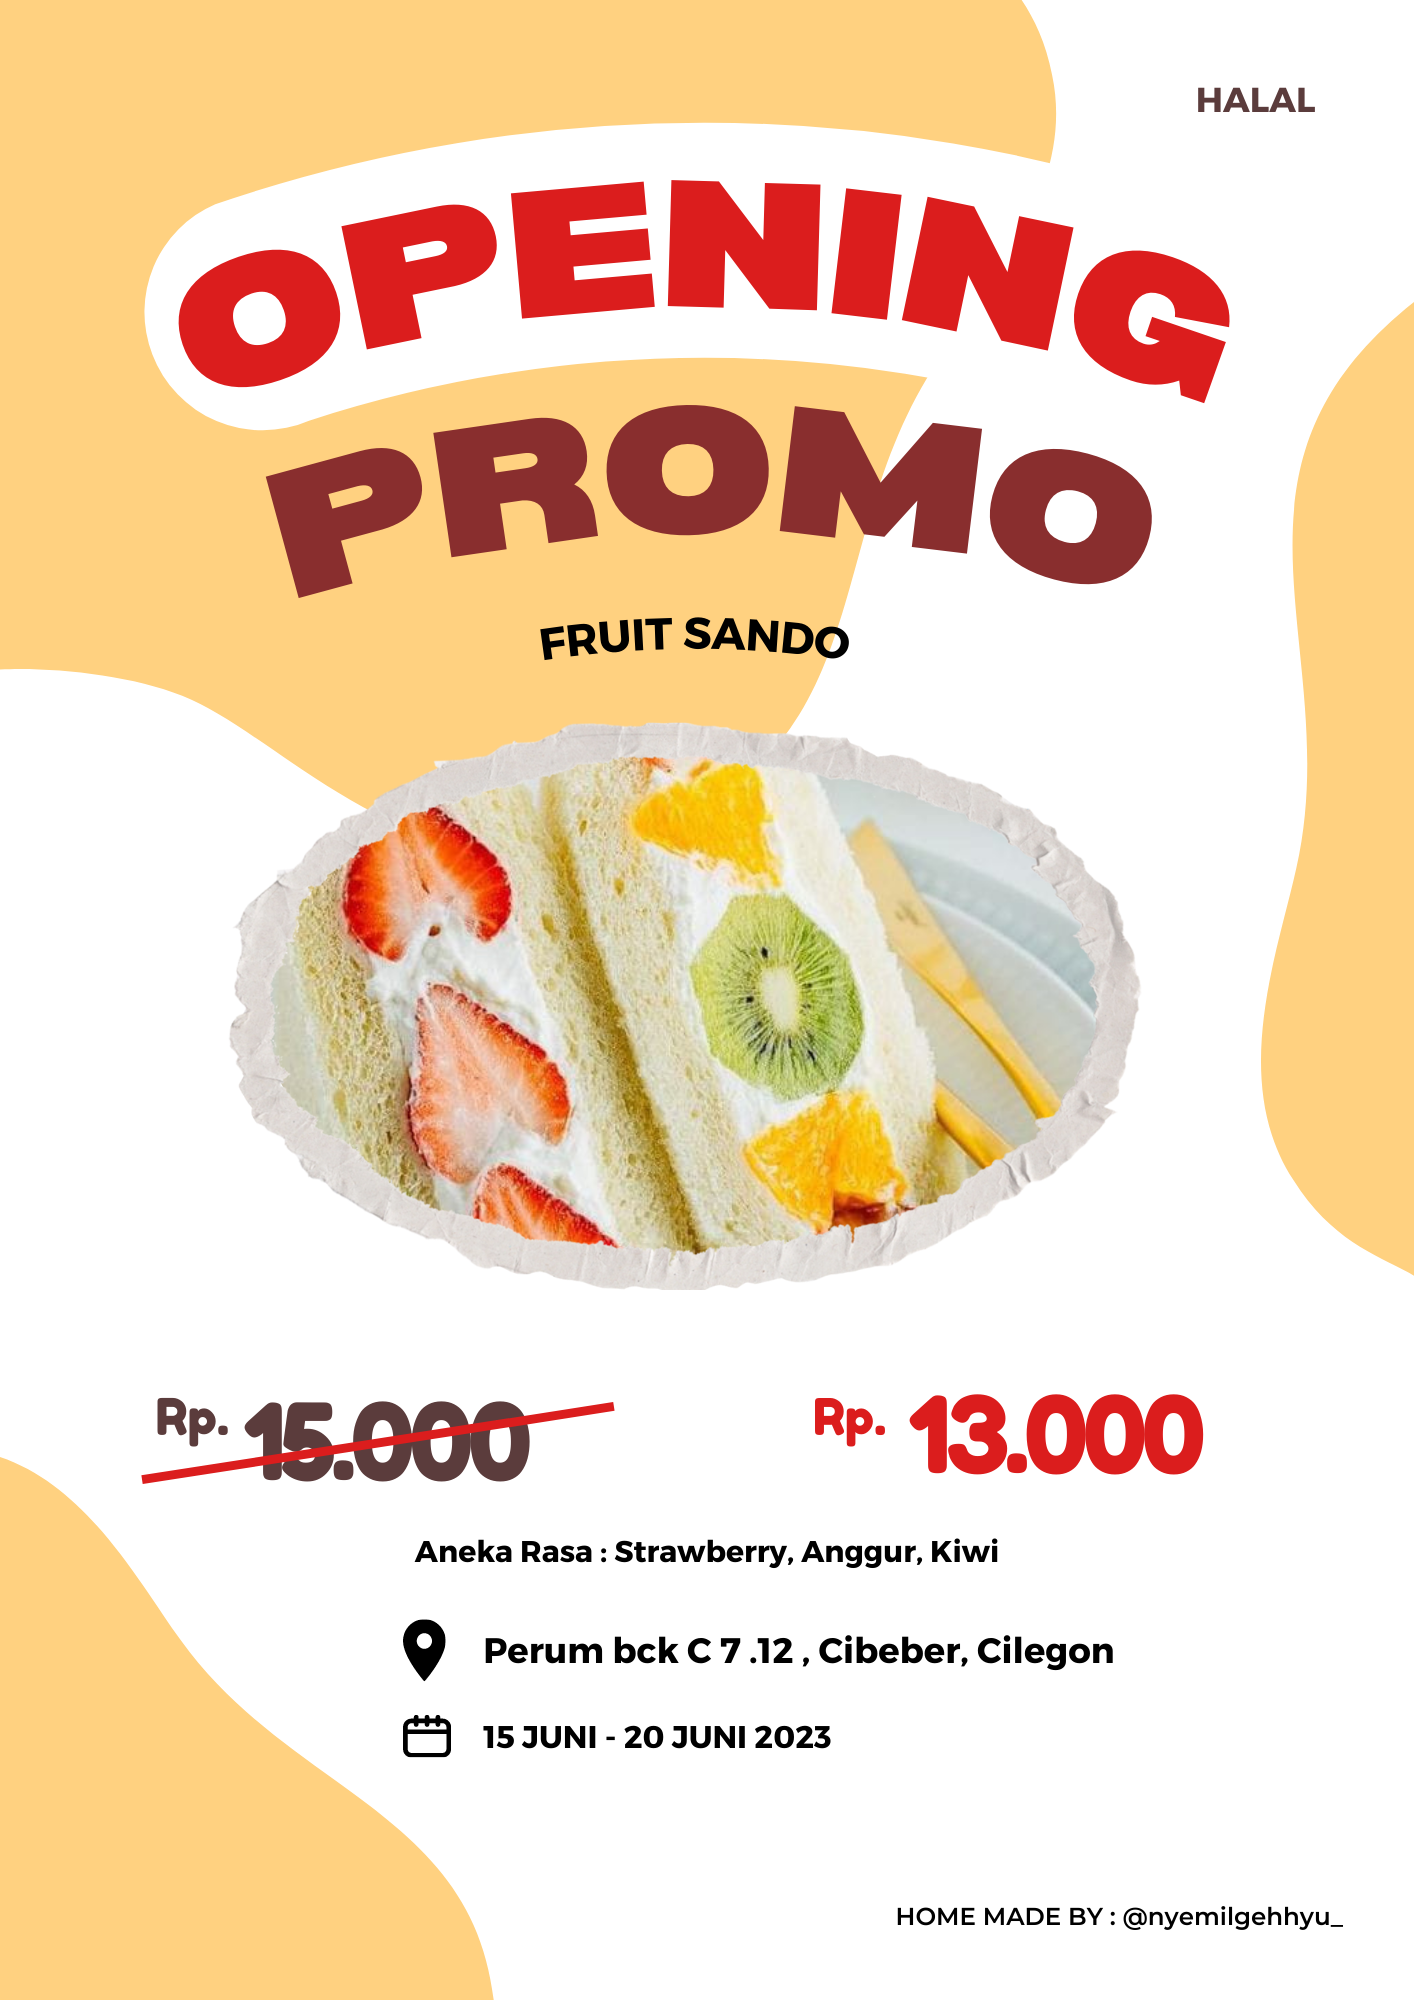 HALAL
OPENING
PROMO
FRUIT SANDO
Rp. 15.000
Rp. 13.000
Aneka Rasa : Strawberry, Anggur, Kiwi
Perum bck C 7 .12 , Cibeber, Cilegon
15 JUNI - 20 JUNI 2023
HOME MADE BY : @nyemilgehhyu_